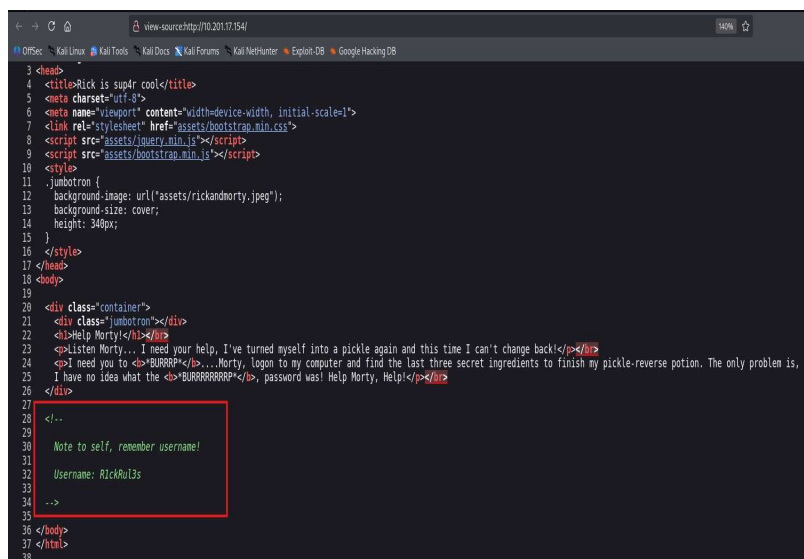 view-source:http://10.201.17.154/
140%
OffSec Kali Linux Kali Tools Kali Docs Kali Forums Kali NetHunter Exploit-DB Google Hacking DB
3 <head>
4 <title>Rick is sup4r cool</title>
5 <meta charset="utf-8">
6 <meta name="viewport" content="width=device-width, initial-scale=1">
7 <link rel="stylesheet" href="assets/bootstrap.min.css">
8 <script src="assets/jquery.min.js"></script>
9 <script src="assets/bootstrap.min.js"></script>
10 <style>
11 .jumbotron {
12 background-image: url("assets/rickandmorty.jpeg");
13 background-size: cover;
14 height: 340px;
15 }
16 </style>
17 </head>
18 <body>
19
20 <div class="container">
21 <div class="jumbotron"></div>
22 <h1>Help Morty!</h1></br>
23 <p>Listen Morty... I need your help, I've turned myself into a pickle again and this time I can't change back!</p></br>
24 <p>I need you to <b>*BURRRP*</b>....Morty, logon to my computer and find the last three secret ingredients to finish my pickle-reverse potion. The only problem is,
25 I have no idea what the <b>*BURRRRRRRRP*</b>, password was! Help Morty, Help!</p></br>
26 </div>
27
28 <!--
29
30 Note to self, remember username!
31
32 Username: R1ckRul3s
33
34 -->
35
36 </body>
37 </html>
38